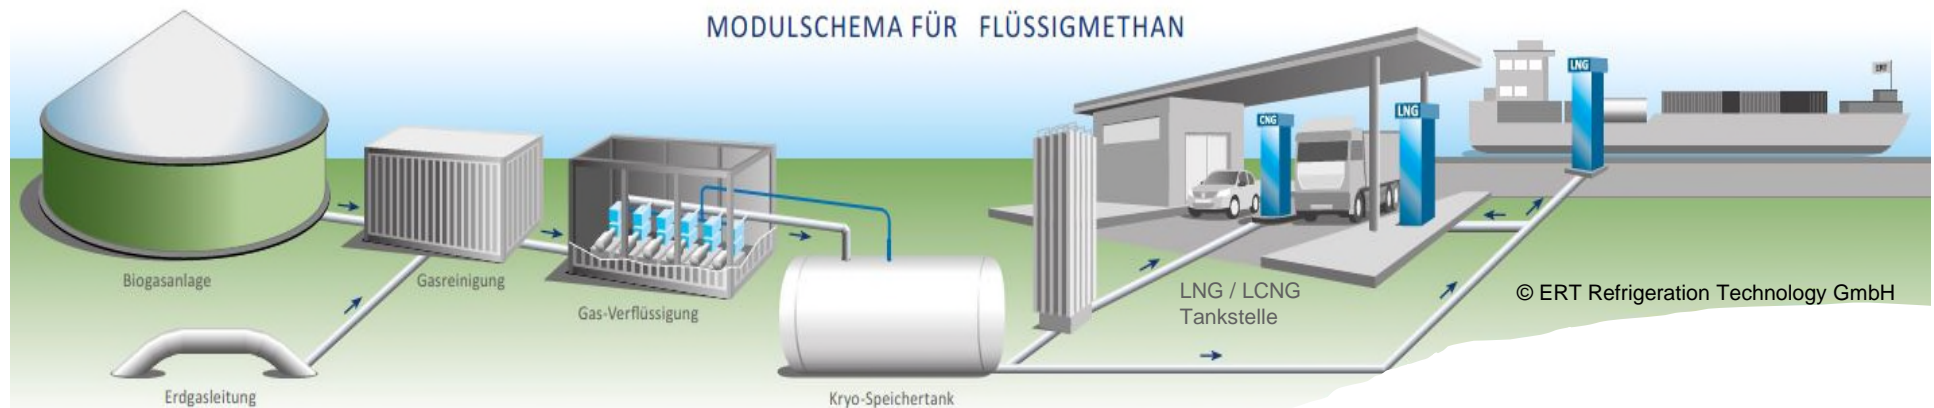 MODULSCHEMA FÜR FLÜSSIGMETHAN
LNG
CNG
LNG
Biogasanlage
Gasreinigung
Gas-Verflüssigung
LNG / LCNG
Tankstelle
© ERT Refrigeration Technology GmbH
Erdgasleitung
Kryo-Speichertank